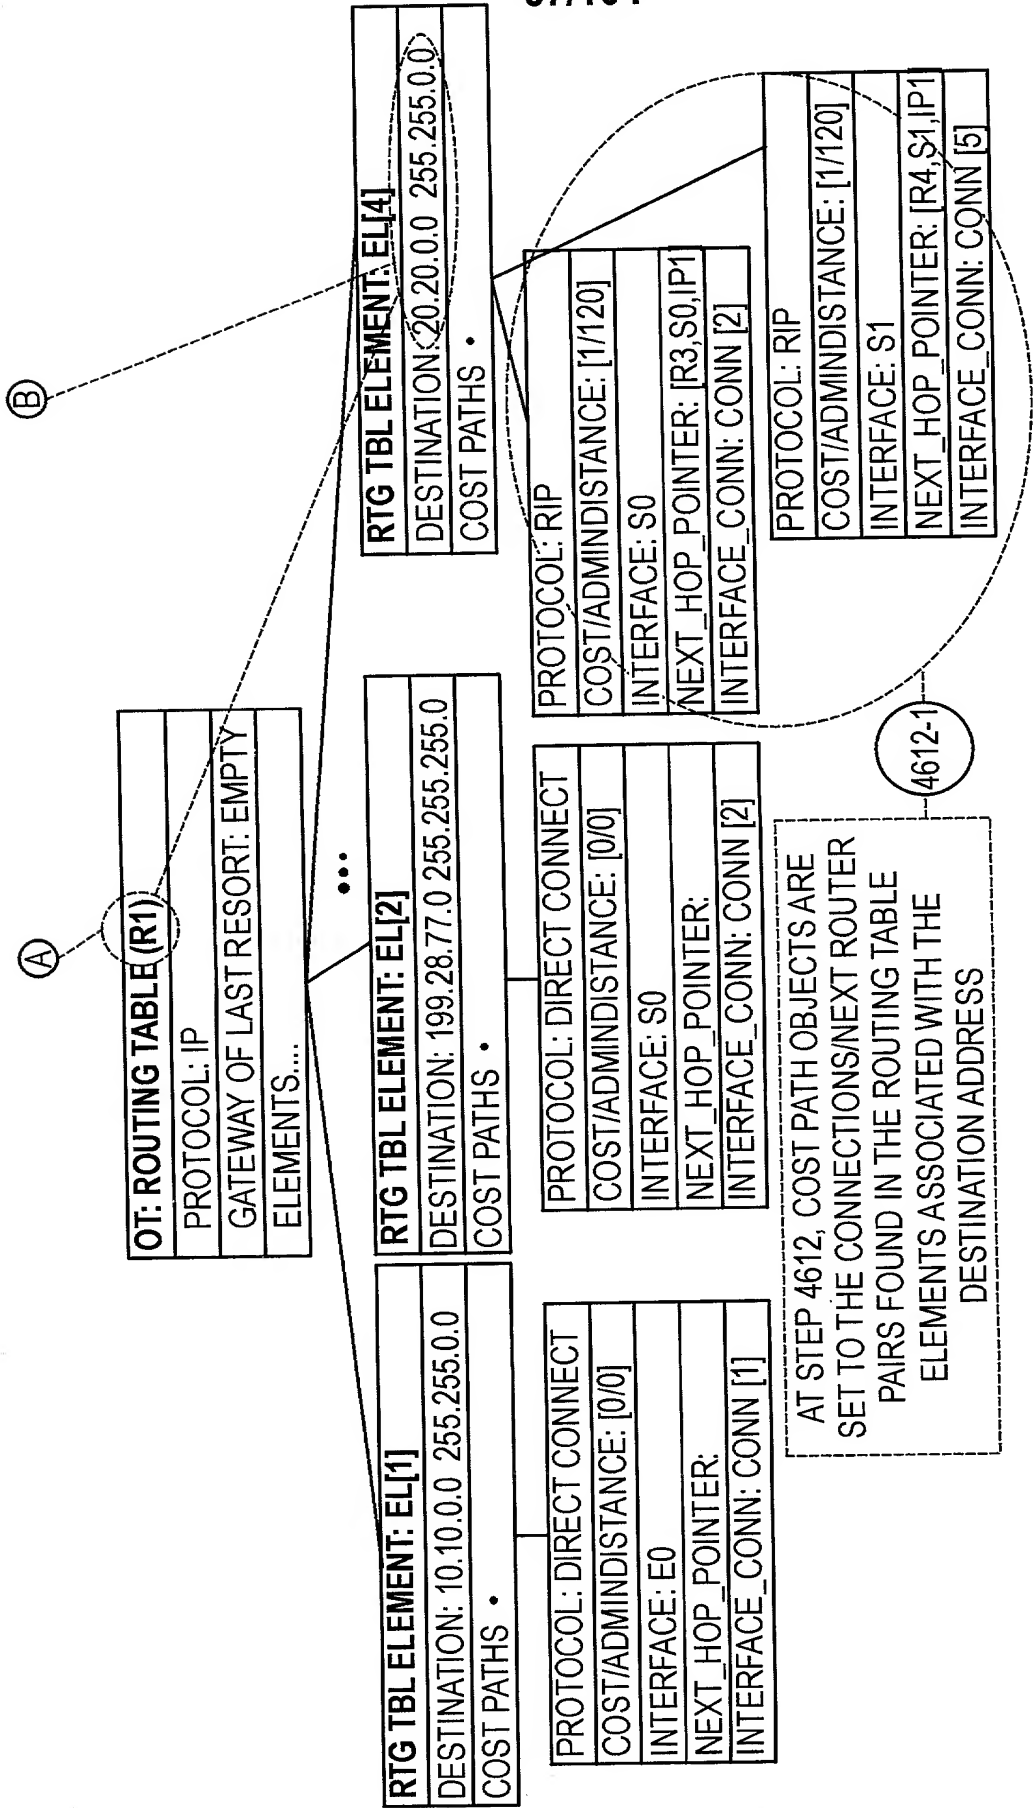 A
B
OT: ROUTING TABLE (R1)
PROTOCOL: IP
GATEWAY OF LAST RESORT: EMPTY
ELEMENTS....
•••
RTG TBL ELEMENT: EL[1]
DESTINATION: 10.10.0.0 255.255.0.0
COST PATHS •
PROTOCOL: DIRECT CONNECT
COST/ADMINDISTANCE: [0/0]
INTERFACE: E0
NEXT_HOP_POINTER:
INTERFACE_CONN: CONN [1]
RTG TBL ELEMENT: EL[2]
DESTINATION: 199.28.77.0 255.255.255.0
COST PATHS •
PROTOCOL: DIRECT CONNECT
COST/ADMINDISTANCE: [0/0]
INTERFACE: S0
NEXT_HOP_POINTER:
INTERFACE_CONN: CONN [2]
RTG TBL ELEMENT: EL[4]
DESTINATION: 20.20.0.0 255.255.0.0
COST PATHS •
PROTOCOL: RIP
COST/ADMINDISTANCE: [1/120]
INTERFACE: S0
NEXT_HOP_POINTER: [R3,S0,IP1]
INTERFACE_CONN: CONN [2]
PROTOCOL: RIP
COST/ADMINDISTANCE: [1/120]
INTERFACE: S1
NEXT_HOP_POINTER: [R4,S1,IP1
INTERFACE_CONN: CONN [5]
AT STEP 4612, COST PATH OBJECTS ARE
SET TO THE CONNECTIONS/NEXT ROUTER
PAIRS FOUND IN THE ROUTING TABLE
ELEMENTS ASSOCIATED WITH THE
DESTINATION ADDRESS
4612-1